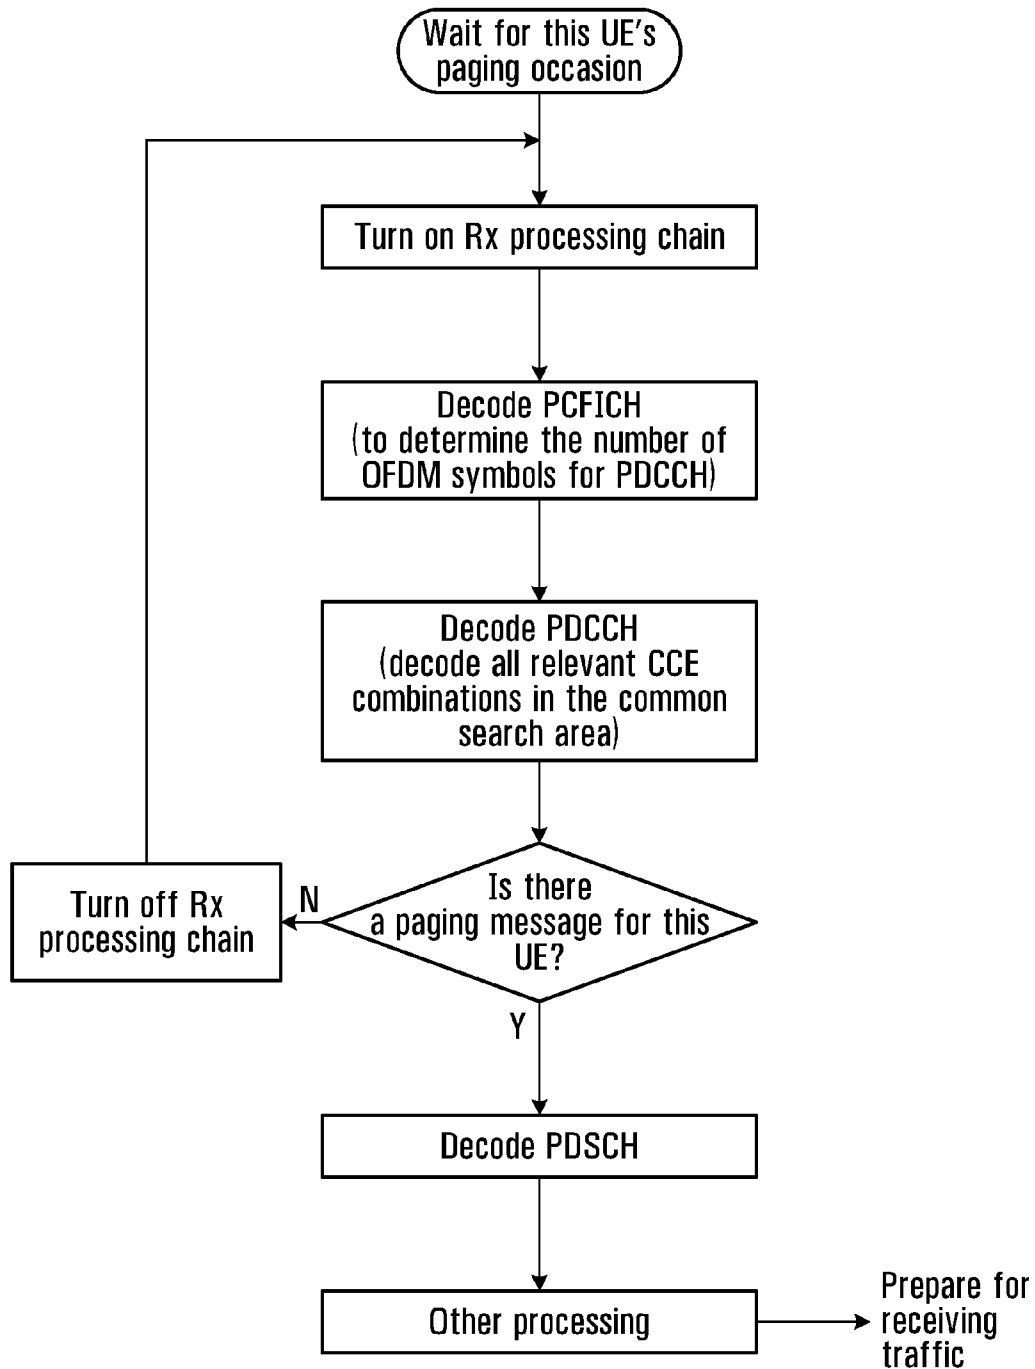 Wait for this UE's
paging occasion
Turn on Rx processing chain
Decode PCFICH
(to determine the number of
OFDM symbols for PDCCH)
Decode PDCCH
(decode all relevant CCE
combinations in the common
search area)
Is there
a paging message for this
UE?
N
Turn off Rx
processing chain
Y
Decode PDSCH
Other processing
Prepare for
receiving
traffic